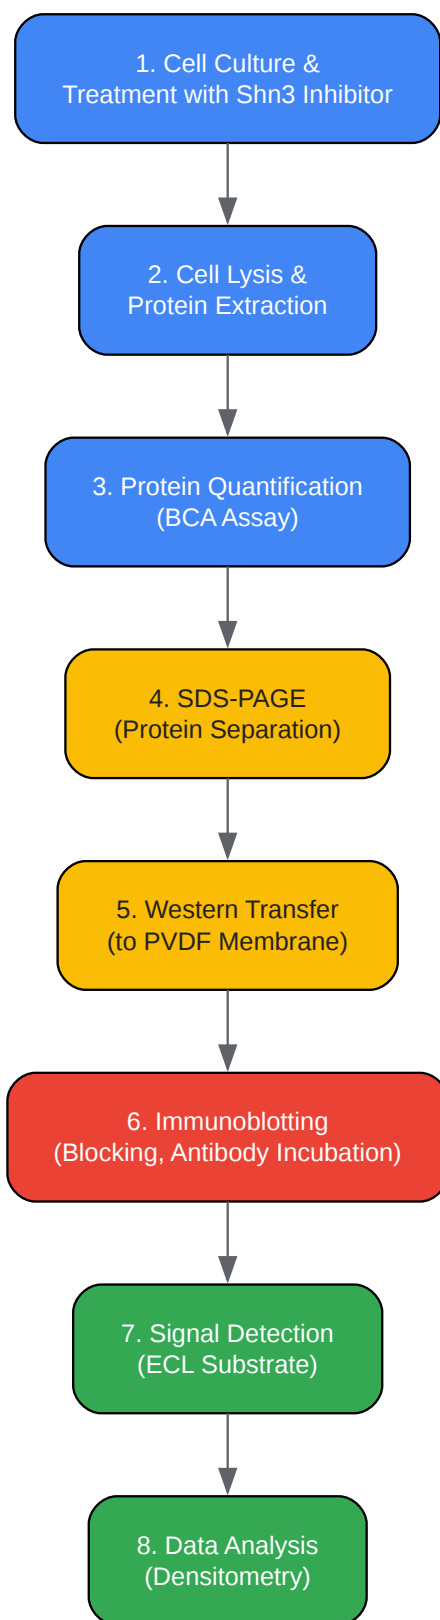 1. Cell Culture &
Treatment with Shn3 Inhibitor
2. Cell Lysis &
Protein Extraction
3. Protein Quantification
(BCA Assay)
4. SDS-PAGE
(Protein Separation)
5. Western Transfer
(to PVDF Membrane)
6. Immunoblotting
(Blocking, Antibody Incubation)
7. Signal Detection
(ECL Substrate)
8. Data Analysis
(Densitometry)